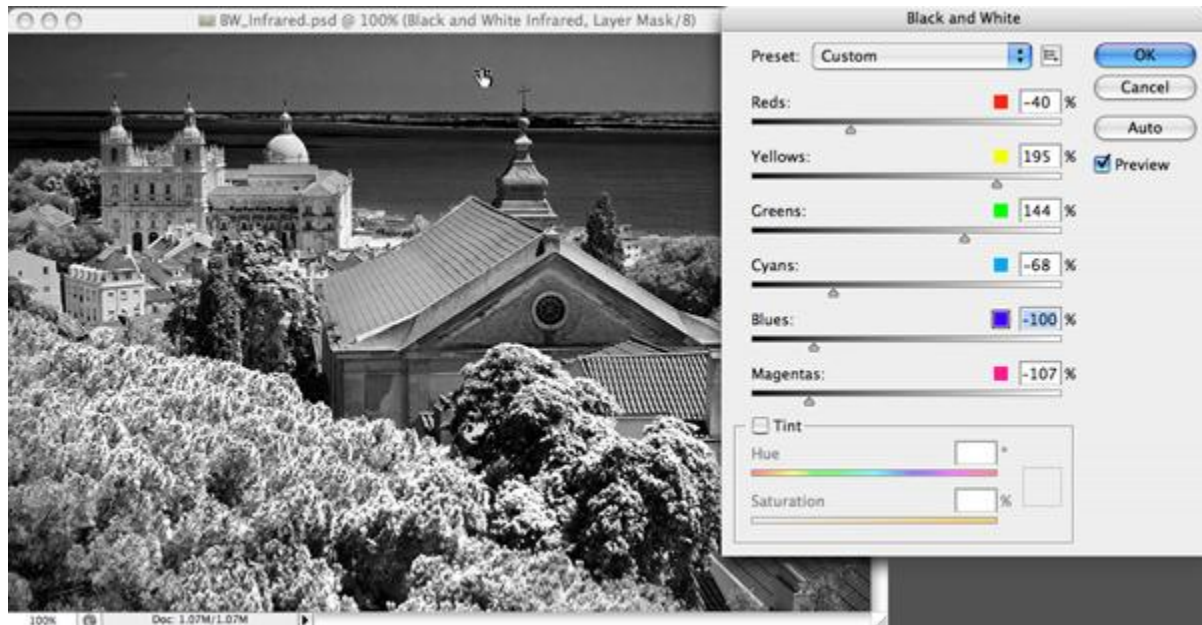 BW_Infrared.psd @ 100% (Black and White Infrared, Layer Mask/8)
Black and White
Preset: Custom
OK
Cancel
Auto
Preview
Reds: -40 %
Yellows: 195 %
Greens: 144 %
Cyans: -68 %
Blues: -100 %
Magentas: -107 %
Tint
Hue °
Saturation %
100% Doc: 1.07M/1.07M